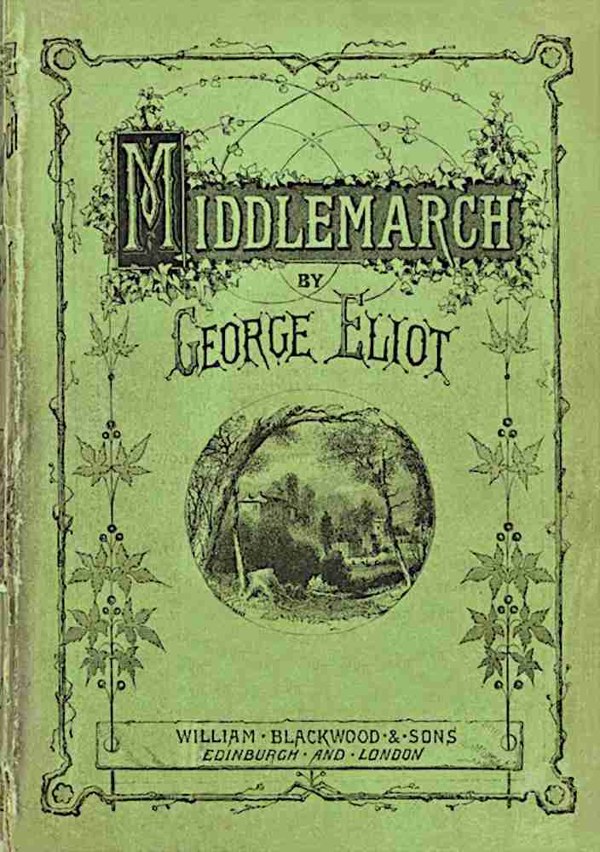 MIDDLEMARCH
BY
GEORGE ELIOT
WILLIAM · BLACKWOOD · & · SONS
EDINBURGH · AND · LONDON